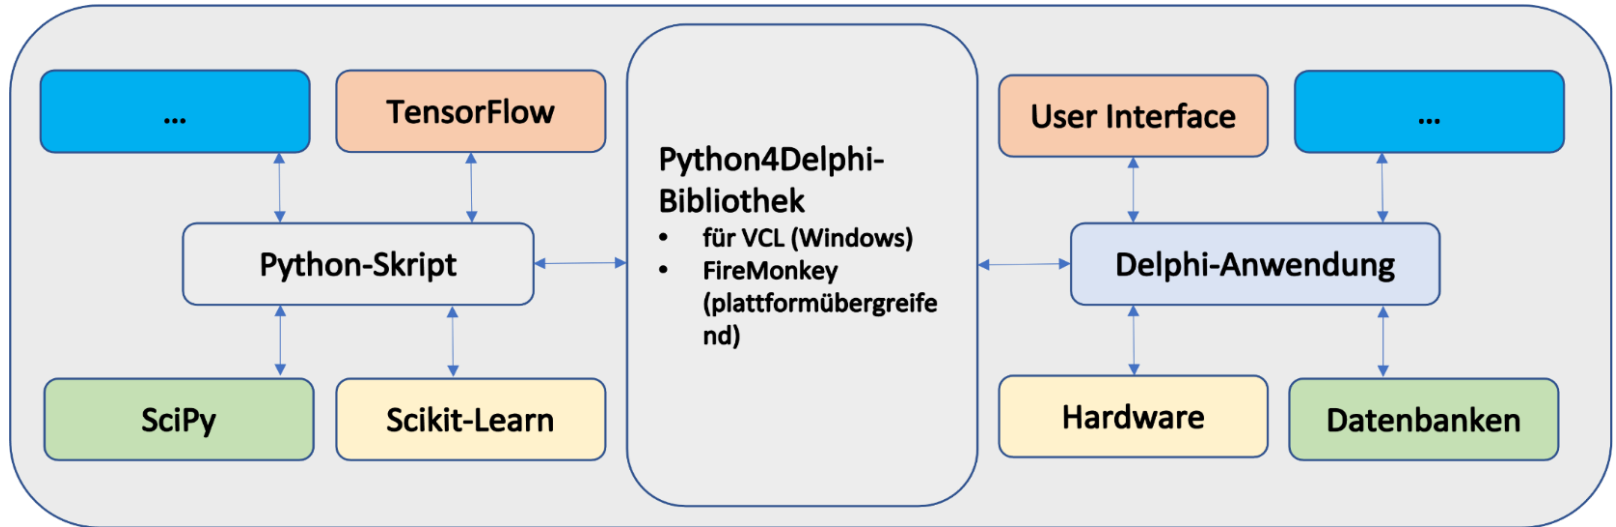 ...
TensorFlow
Python-Skript
SciPy
Scikit-Learn
Python4Delphi-
Bibliothek
• für VCL (Windows)
• FireMonkey
(plattformübergreife
nd)
User Interface
...
Delphi-Anwendung
Hardware
Datenbanken